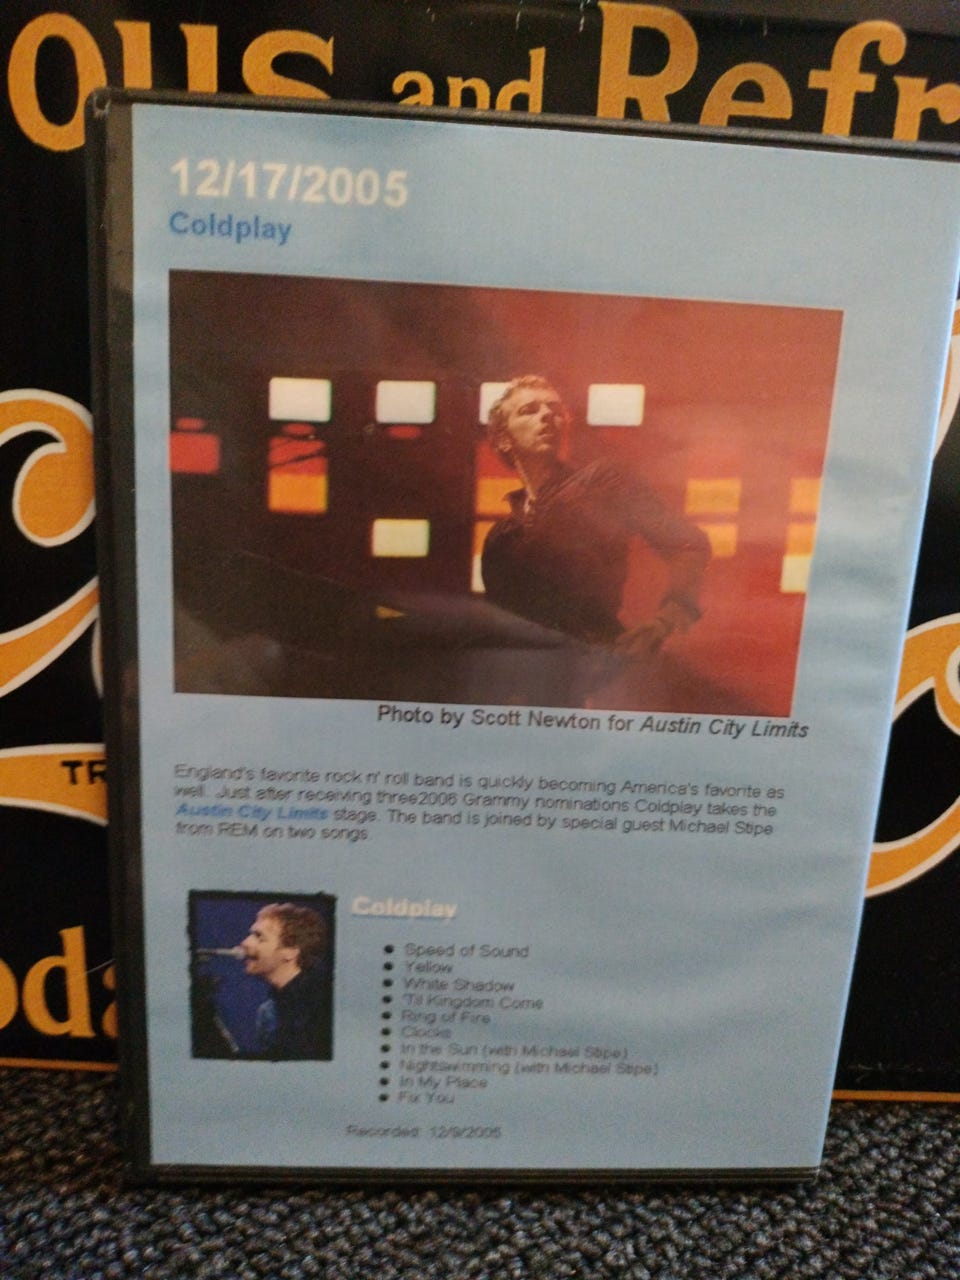 ous and Refr
12/17/2005
Coldplay
Photo by Scott Newton for Austin City Limits
England's favorite rock n' roll band is quickly becoming America's favorite as
well. Just after receiving three2006 Grammy nominations Coldplay takes the
Austin City Limits stage. The band is joined by special guest Michael Stipe
from REM on two songs.
TR
Coldplay
Speed of Sound
Yellow
White Shadow
'Til Kingdom Come
Ring of Fire
Clocks
In the Sun (with Michael Stipe)
Nightswimming (with Michael Stipe)
In My Place
Fix You
Recorded: 12/9/2005
oda